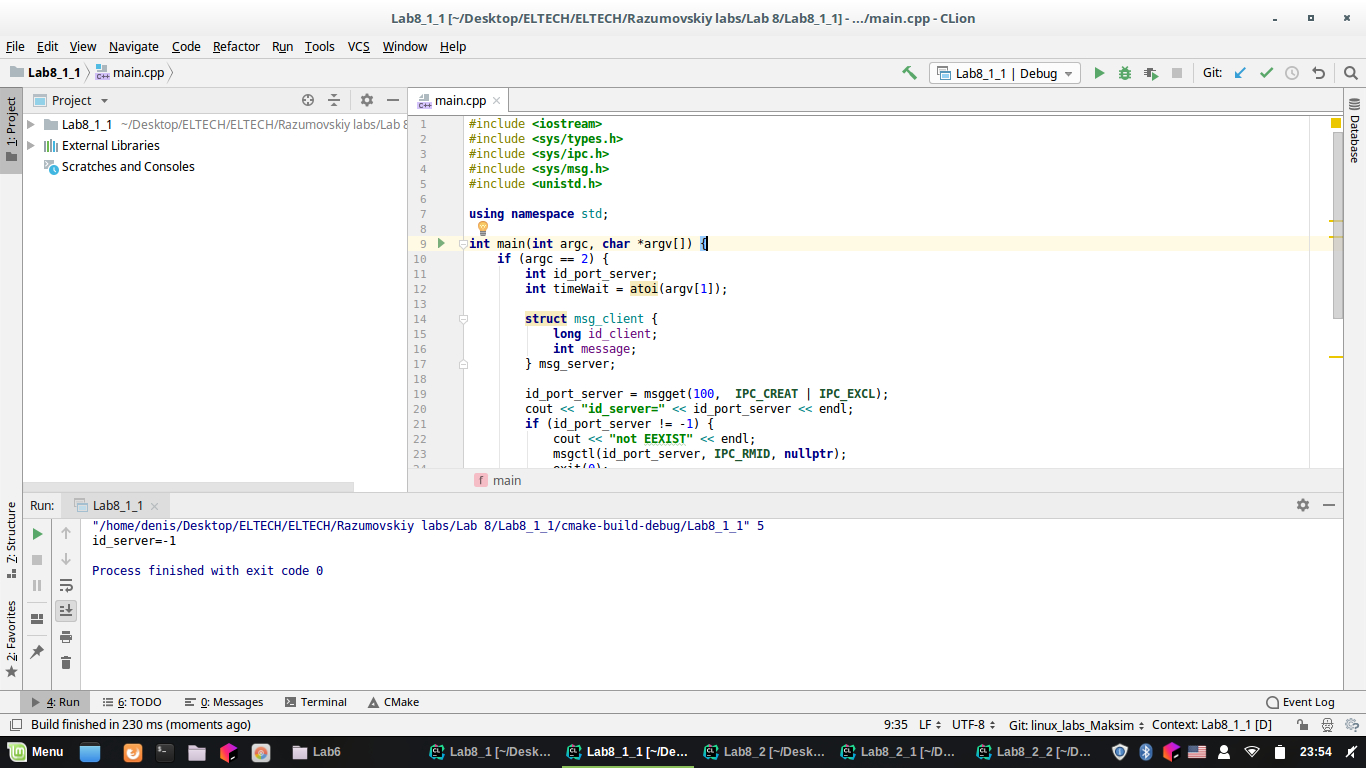 Lab8_1_1 [~/Desktop/ELTECH/ELTECH/Razumovskiy labs/Lab 8/Lab8_1_1] - .../main.cpp - CLion
File Edit View Navigate Code Refactor Run Tools VCS Window Help
Lab8_1_1 main.cpp Lab8_1_1 | Debug Git:
1: Project
Project
main.cpp
Lab8_1_1 ~/Desktop/ELTECH/ELTECH/Razumovskiy labs/Lab 8
External Libraries
Scratches and Consoles
Database
1 #include <iostream>
2 #include <sys/types.h>
3 #include <sys/ipc.h>
4 #include <sys/msg.h>
5 #include <unistd.h>
6
7 using namespace std;
8
9 int main(int argc, char *argv[]) {
10 if (argc == 2) {
11 int id_port_server;
12 int timeWait = atoi(argv[1]);
13
14 struct msg_client {
15 long id_client;
16 int message;
17 } msg_server;
18
19 id_port_server = msgget(100, IPC_CREAT | IPC_EXCL);
20 cout << "id_server=" << id_port_server << endl;
21 if (id_port_server != -1) {
22 cout << "not EEXIST" << endl;
23 msgctl(id_port_server, IPC_RMID, nullptr);
24 exit(0);
f main
Run: Lab8_1_1
7: Structure
2: Favorites
"/home/denis/Desktop/ELTECH/ELTECH/Razumovskiy labs/Lab 8/Lab8_1_1/cmake-build-debug/Lab8_1_1" 5
id_server=-1
Process finished with exit code 0
4: Run 6: TODO 0: Messages Terminal CMake Event Log
Build finished in 230 ms (moments ago) 9:35 LF UTF-8 Git: linux_labs_Maksim Context: Lab8_1_1 [D]
Menu Lab6 Lab8_1 [~/Desk... Lab8_1_1 [~/De... Lab8_2 [~/Desk... Lab8_2_1 [~/D... Lab8_2_2 [~/D... 23:54